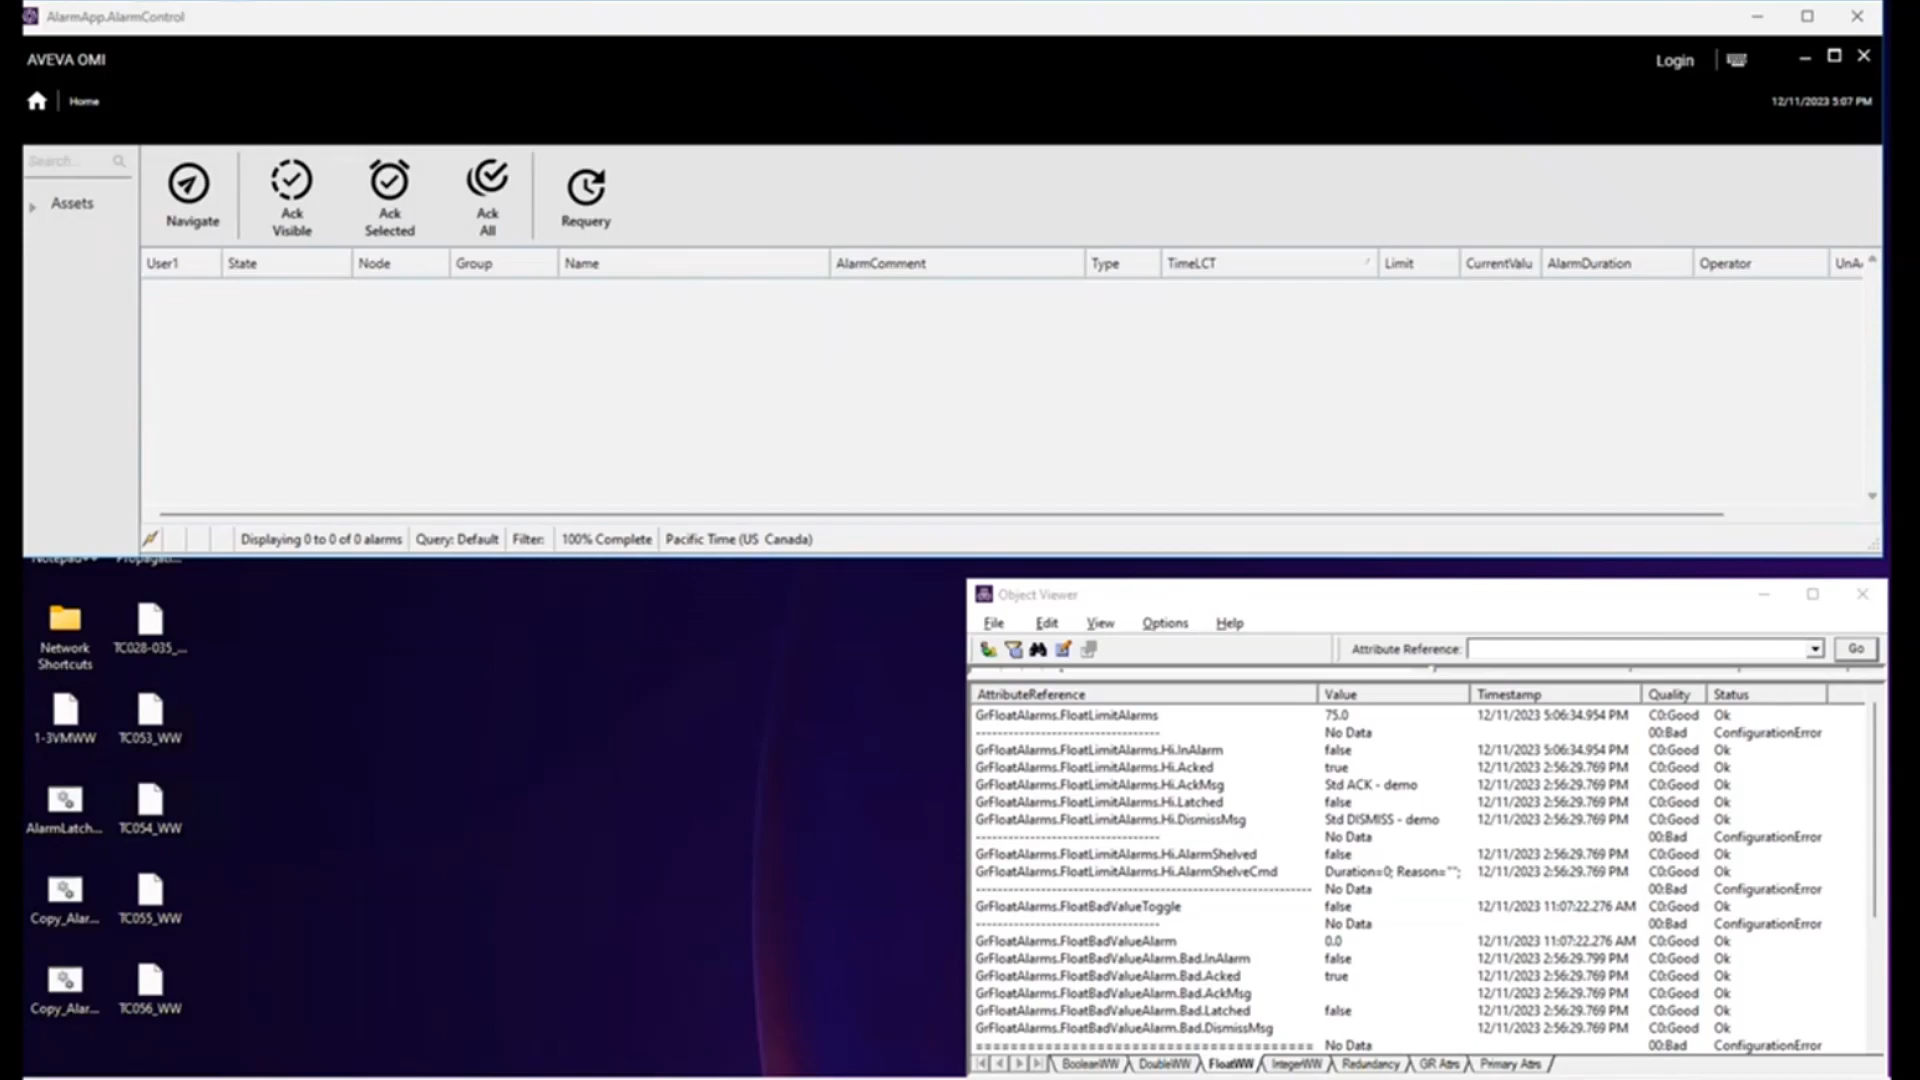 AlarmApp.AlarmControl
AVEVA OMI
Login
Home
12/11/2023 5:07 PM
Search...
Assets
Navigate
Ack Visible
Ack Selected
Ack All
Requery
User1 State Node Group Name AlarmComment Type TimeLCT Limit CurrentValu AlarmDuration Operator UnA
Displaying 0 to 0 of 0 alarms Query: Default Filter: 100% Complete Pacific Time (US Canada)
Notepad++ Propagati...
Network Shortcuts
TC028-035_...
1-3VMWW TC053_WW
AlarmLatch... TC054_WW
Copy_Alar... TC055_WW
Copy_Alar... TC056_WW
Object Viewer
File Edit View Options Help
Attribute Reference: Go
AttributeReference Value Timestamp Quality Status
GrFloatAlarms.FloatLimitAlarms 75.0 12/11/2023 5:06:34.954 PM C0:Good Ok
---------------------------------- No Data 00:Bad ConfigurationError
GrFloatAlarms.FloatLimitAlarms.Hi.InAlarm false 12/11/2023 5:06:34.954 PM C0:Good Ok
GrFloatAlarms.FloatLimitAlarms.Hi.Acked true 12/11/2023 2:56:29.769 PM C0:Good Ok
GrFloatAlarms.FloatLimitAlarms.Hi.AckMsg Std ACK - demo 12/11/2023 2:56:29.769 PM C0:Good Ok
GrFloatAlarms.FloatLimitAlarms.Hi.Latched false 12/11/2023 2:56:29.769 PM C0:Good Ok
GrFloatAlarms.FloatLimitAlarms.Hi.DismissMsg Std DISMISS - demo 12/11/2023 2:56:29.769 PM C0:Good Ok
---------------------------------- No Data 00:Bad ConfigurationError
GrFloatAlarms.FloatLimitAlarms.Hi.AlarmShelved false 12/11/2023 2:56:29.769 PM C0:Good Ok
GrFloatAlarms.FloatLimitAlarms.Hi.AlarmShelveCmd Duration=0; Reason=""; 12/11/2023 2:56:29.769 PM C0:Good Ok
------------------------------------------------------------ No Data 00:Bad ConfigurationError
GrFloatAlarms.FloatBadValueToggle false 12/11/2023 11:07:22.276 AM C0:Good Ok
---------------------------------- No Data 00:Bad ConfigurationError
GrFloatAlarms.FloatBadValueAlarm 0.0 12/11/2023 11:07:22.276 AM C0:Good Ok
GrFloatAlarms.FloatBadValueAlarm.Bad.InAlarm false 12/11/2023 2:56:29.799 PM C0:Good Ok
GrFloatAlarms.FloatBadValueAlarm.Bad.Acked true 12/11/2023 2:56:29.769 PM C0:Good Ok
GrFloatAlarms.FloatBadValueAlarm.Bad.AckMsg 12/11/2023 2:56:29.769 PM C0:Good Ok
GrFloatAlarms.FloatBadValueAlarm.Bad.Latched false 12/11/2023 2:56:29.769 PM C0:Good Ok
GrFloatAlarms.FloatBadValueAlarm.Bad.DismissMsg 12/11/2023 2:56:29.769 PM C0:Good Ok
==================================== No Data 00:Bad ConfigurationError
BooleanWW DoubleWW FloatWW IntegerWW Redundancy GR Attrs Primary Attrs